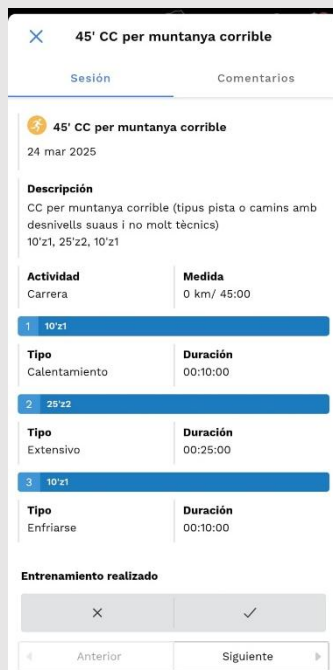 45' CC per muntanya corrible
Sesión
Comentarios
45' CC per muntanya corrible
24 mar 2025
Descripción
CC per muntanya corrible (tipus pista o camins amb
desnivells suaus i no molt tècnics)
10'z1, 25'z2, 10'z1
Actividad
Medida
Carrera
0 km/ 45:00
1 10'z1
Tipo
Duración
Calentamiento
00:10:00
2 25'z2
Tipo
Duración
Extensivo
00:25:00
3 10'z1
Tipo
Duración
Enfriarse
00:10:00
Entrenamiento realizado
Anterior
Siguiente